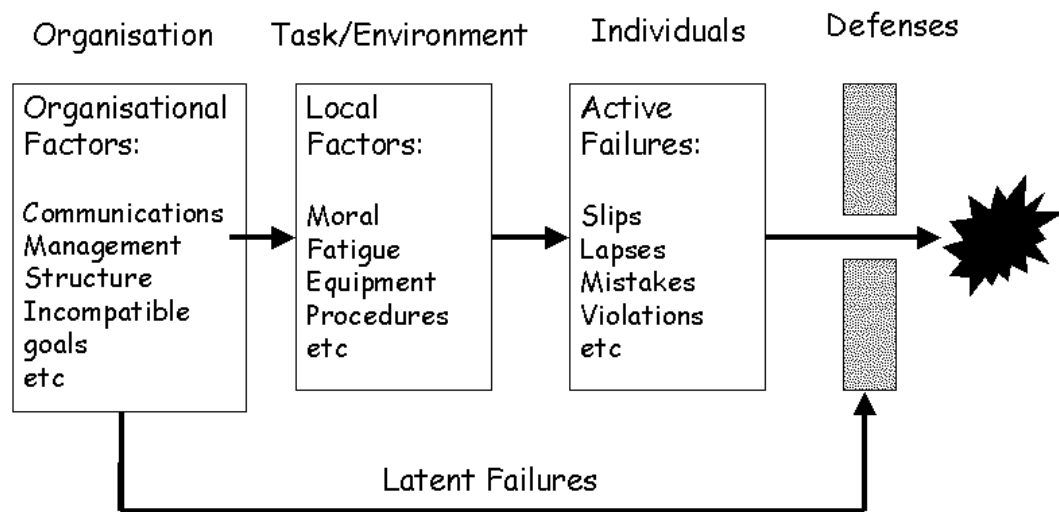 Organisation
Task/Environment
Individuals
Defenses
Organisational
Factors:
Communications
Management
Structure
Incompatible
goals
etc
Local
Factors:
Moral
Fatigue
Equipment
Procedures
etc
Active
Failures:
Slips
Lapses
Mistakes
Violations
etc
Latent Failures